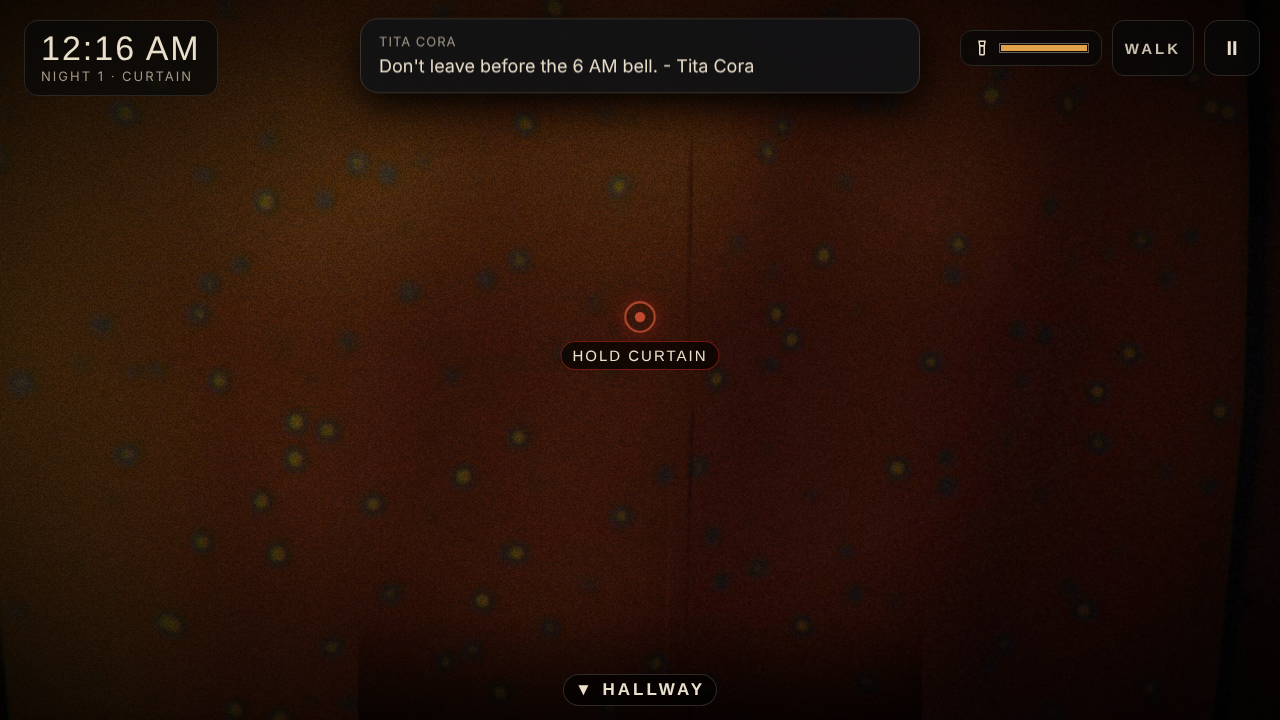 12:16 AM
NIGHT 1 · CURTAIN
TITA CORA
Don't leave before the 6 AM bell. - Tita Cora
WALK
HOLD CURTAIN
▼ HALLWAY